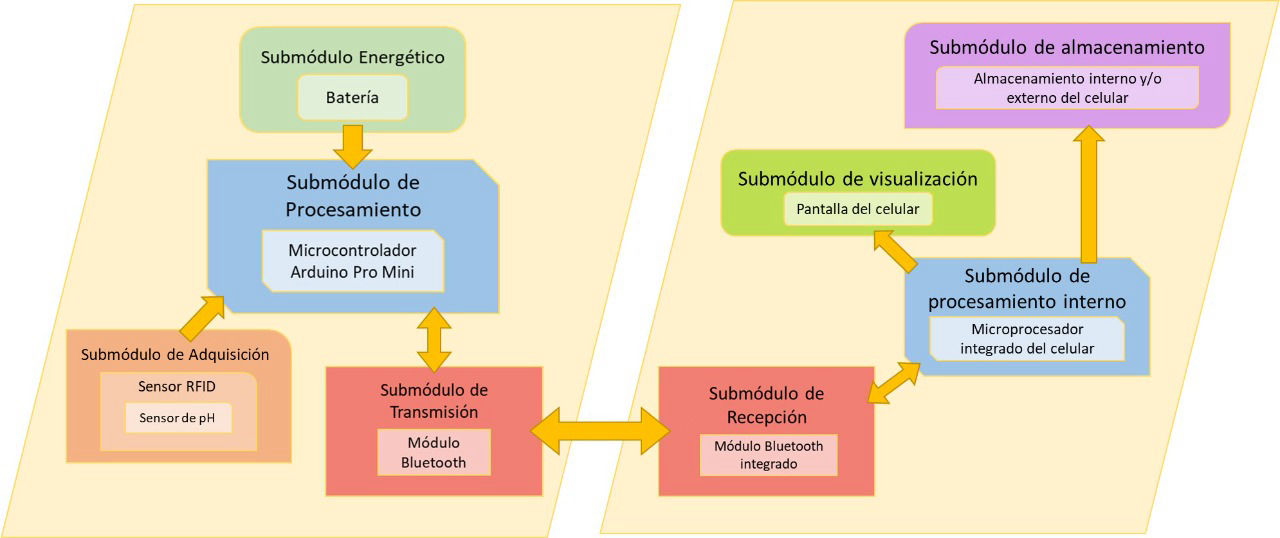 Submódulo Energético
Batería
Submódulo de
Procesamiento
Microcontrolador
Arduino Pro Mini
Submódulo de Adquisición
Sensor RFID
Sensor de pH
Submódulo de
Transmisión
Módulo
Bluetooth
Submódulo de almacenamiento
Almacenamiento interno y/o
externo del celular
Submódulo de visualización
Pantalla del celular
Submódulo de
procesamiento interno
Microprocesador
integrado del celular
Submódulo de
Recepción
Módulo Bluetooth
integrado